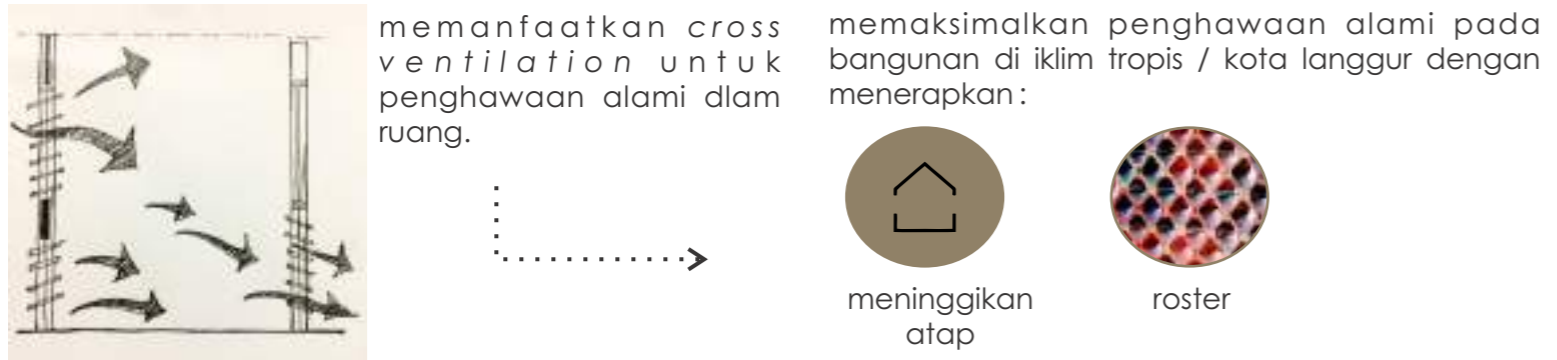 memanfaatkan cross
ventilation untuk
penghawaan alami dlam
ruang.
memaksimalkan penghawaan alami pada
bangunan di iklim tropis / kota langgur dengan
menerapkan :
meninggikan
atap
roster